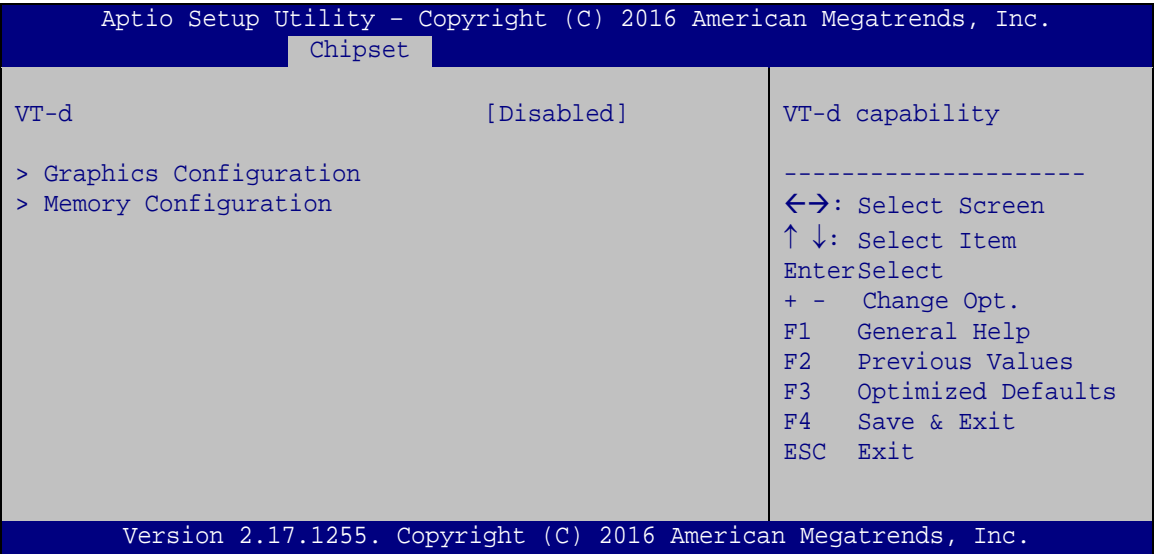 Aptio Setup Utility – Copyright (C) 2016 American Megatrends, Inc.
Chipset
VT-d [Disabled]
> Graphics Configuration
> Memory Configuration
VT-d capability
---------------------
←→: Select Screen
↑ ↓: Select Item
EnterSelect
+ - Change Opt.
F1 General Help
F2 Previous Values
F3 Optimized Defaults
F4 Save & Exit
ESC Exit
Version 2.17.1255. Copyright (C) 2016 American Megatrends, Inc.